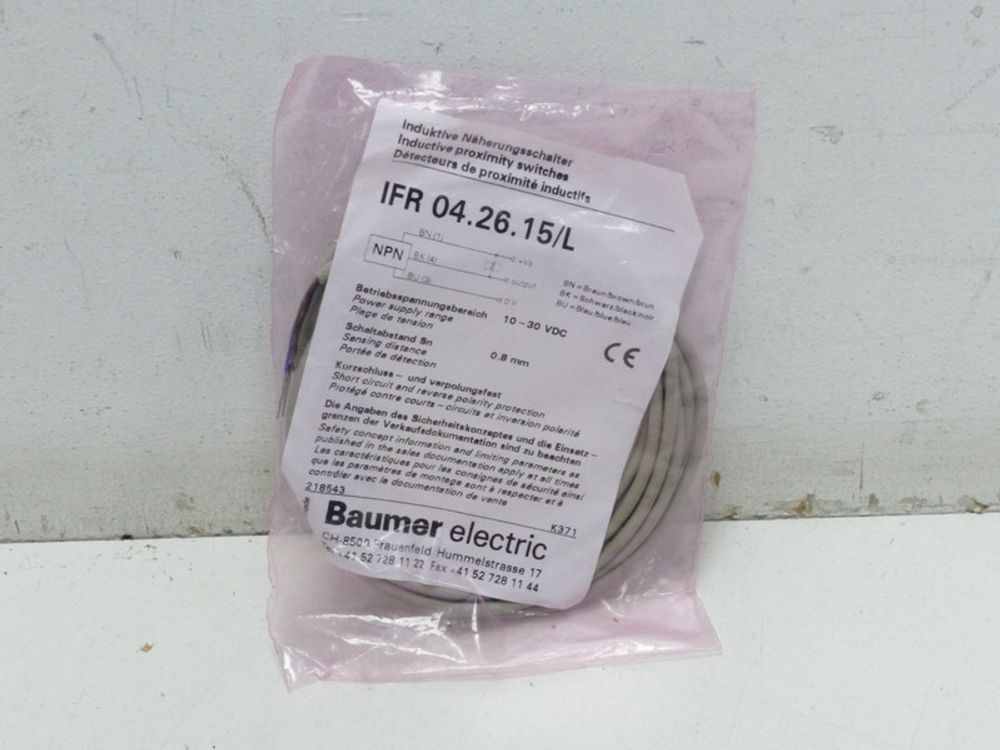 Induktive Näherungsschalter
Inductive proximity switches
Détecteurs de proximité inductifs
IFR 04.26.15/L
NPN
BN (1)
BK (4)
BU (3)
+Vs
Z
output
0 V
BN = Braun/brown/brun
BK = Schwarz/black/noir
BU = Blau/blue/bleu
Betriebsspannungsbereich
Power supply range
Plage de tension
10 – 30 VDC
Schaltabstand Sn
Sensing distance
Portée de détection
0.8 mm
CE
Kurzschluss – und verpolungsfest
Short circuit and reverse polarity protection
Protégé contre courts – circuits et inversion polarité
Die Angaben des Sicherheitskonzeptes und die Einsatz –
grenzen der Verkaufsdokumentation sind zu beachten
Safety concept information and limiting parameters as
published in the sales documentation apply at all times
Les caractéristiques pour les consignes de sécurité ainsi
que les paramètres de montage sont à respecter et à
contrôler avec la documentation de vente
218543
K371
Baumer electric
CH-8500 Frauenfeld Hummelstrasse 17
+41 52 728 11 22 Fax +41 52 728 11 44